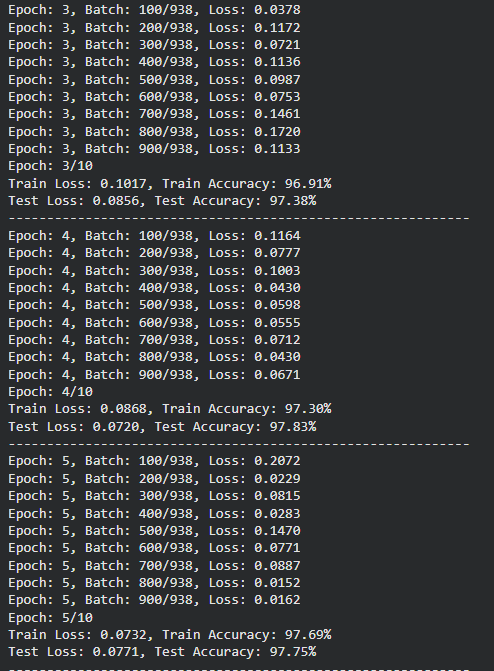 Epoch: 3, Batch: 100/938, Loss: 0.0378
Epoch: 3, Batch: 200/938, Loss: 0.1172
Epoch: 3, Batch: 300/938, Loss: 0.0721
Epoch: 3, Batch: 400/938, Loss: 0.1136
Epoch: 3, Batch: 500/938, Loss: 0.0987
Epoch: 3, Batch: 600/938, Loss: 0.0753
Epoch: 3, Batch: 700/938, Loss: 0.1461
Epoch: 3, Batch: 800/938, Loss: 0.1720
Epoch: 3, Batch: 900/938, Loss: 0.1133
Epoch: 3/10
Train Loss: 0.1017, Train Accuracy: 96.91%
Test Loss: 0.0856, Test Accuracy: 97.38%
------------------------------------------------------------
Epoch: 4, Batch: 100/938, Loss: 0.1164
Epoch: 4, Batch: 200/938, Loss: 0.0777
Epoch: 4, Batch: 300/938, Loss: 0.1003
Epoch: 4, Batch: 400/938, Loss: 0.0430
Epoch: 4, Batch: 500/938, Loss: 0.0598
Epoch: 4, Batch: 600/938, Loss: 0.0555
Epoch: 4, Batch: 700/938, Loss: 0.0712
Epoch: 4, Batch: 800/938, Loss: 0.0430
Epoch: 4, Batch: 900/938, Loss: 0.0671
Epoch: 4/10
Train Loss: 0.0868, Train Accuracy: 97.30%
Test Loss: 0.0720, Test Accuracy: 97.83%
------------------------------------------------------------
Epoch: 5, Batch: 100/938, Loss: 0.2072
Epoch: 5, Batch: 200/938, Loss: 0.0229
Epoch: 5, Batch: 300/938, Loss: 0.0815
Epoch: 5, Batch: 400/938, Loss: 0.0283
Epoch: 5, Batch: 500/938, Loss: 0.1470
Epoch: 5, Batch: 600/938, Loss: 0.0771
Epoch: 5, Batch: 700/938, Loss: 0.0887
Epoch: 5, Batch: 800/938, Loss: 0.0152
Epoch: 5, Batch: 900/938, Loss: 0.0162
Epoch: 5/10
Train Loss: 0.0732, Train Accuracy: 97.69%
Test Loss: 0.0771, Test Accuracy: 97.75%
------------------------------------------------------------